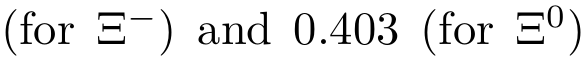 (for Ξ⁻) and 0.403 (for Ξ⁰)